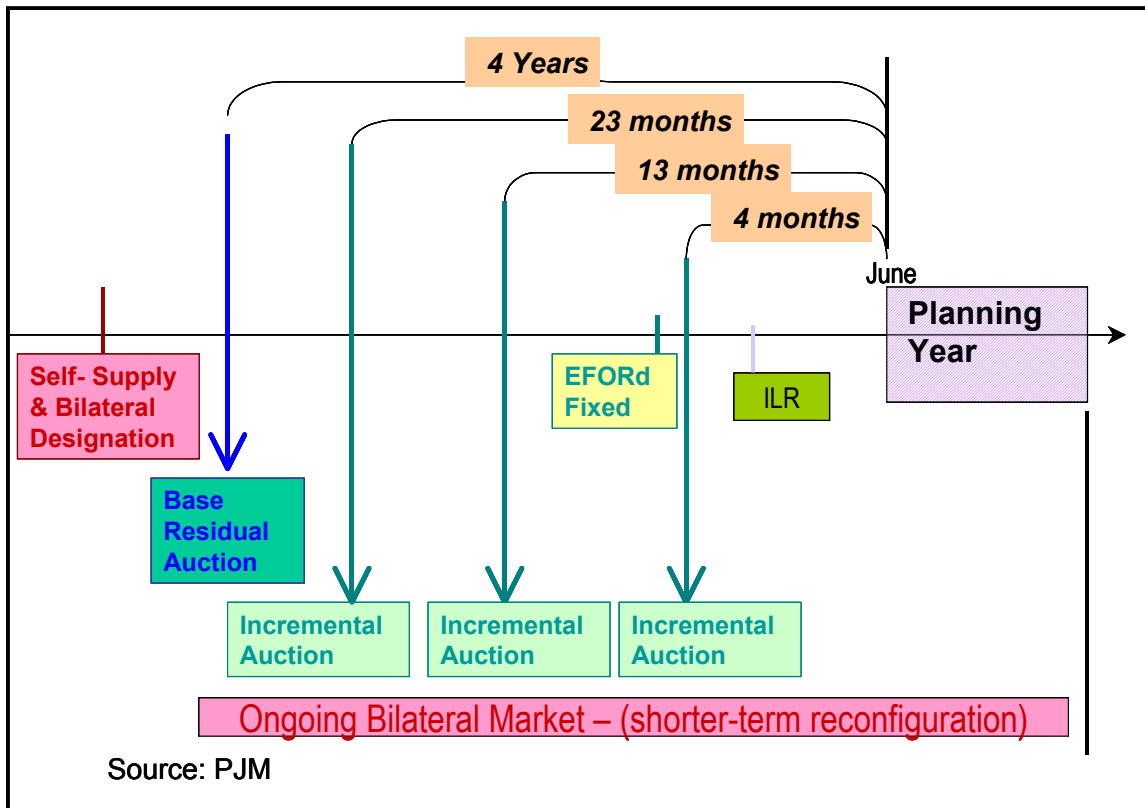 4 Years
23 months
13 months
4 months
June
Planning
Year
Self- Supply
& Bilateral
Designation
EFORd
Fixed
ILR
Base
Residual
Auction
Incremental
Auction
Incremental
Auction
Incremental
Auction
Ongoing Bilateral Market – (shorter-term reconfiguration)
Source: PJM